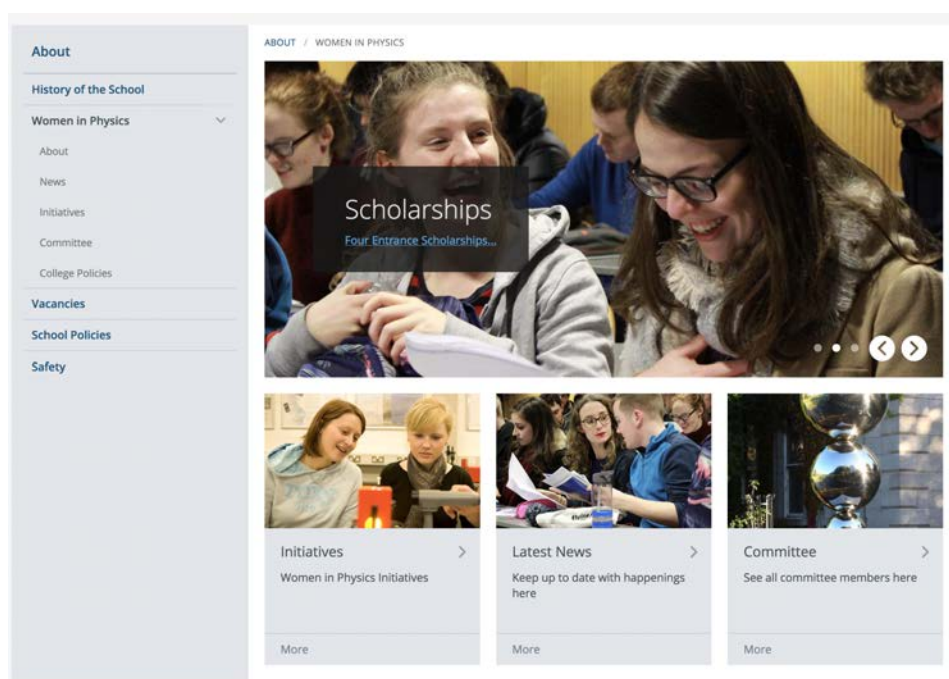 About
History of the School
Women in Physics
About
News
Initiatives
Committee
College Policies
Vacancies
School Policies
Safety
ABOUT / WOMEN IN PHYSICS
Scholarships
Four Entrance Scholarships...
Initiatives
Women in Physics Initiatives
More
Latest News
Keep up to date with happenings
here
More
Committee
See all committee members here
More